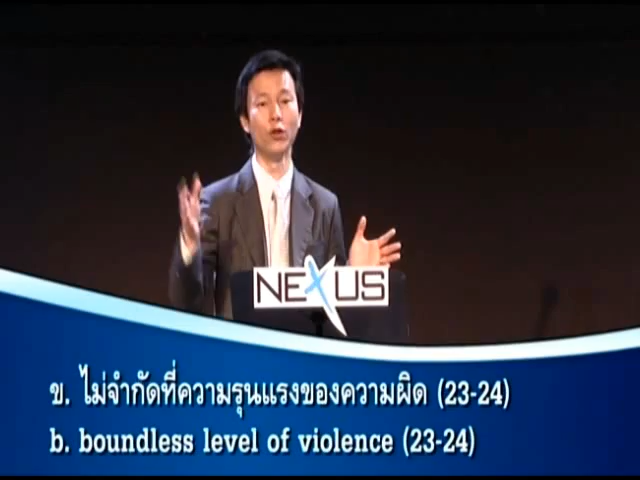 NEXUS
ข. ไม่จำกัดที่ความรุนแรงของความผิด (23-24)
b. boundless level of violence (23-24)